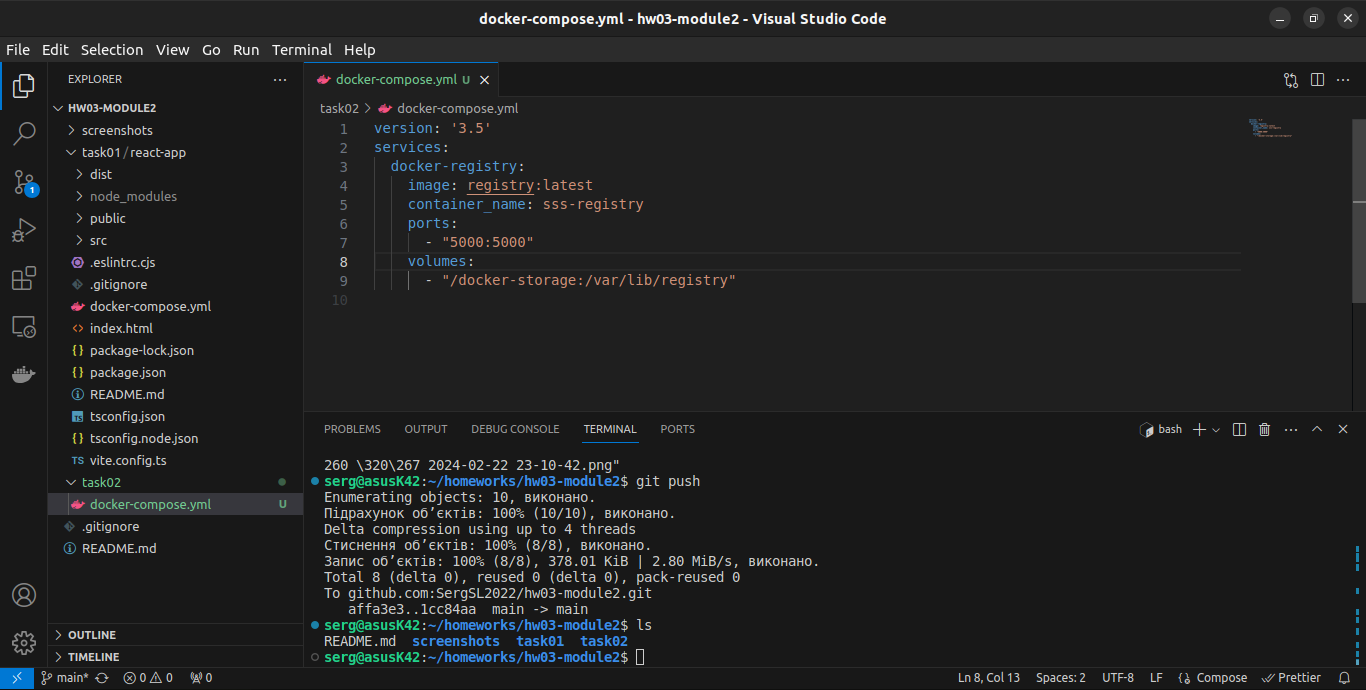 docker-compose.yml - hw03-module2 - Visual Studio Code
File Edit Selection View Go Run Terminal Help
EXPLORER
HW03-MODULE2
screenshots
task01 / react-app
dist
node_modules
public
src
.eslintrc.cjs
.gitignore
docker-compose.yml
index.html
package-lock.json
package.json
README.md
tsconfig.json
tsconfig.node.json
TS vite.config.ts
task02
docker-compose.yml U
.gitignore
README.md
OUTLINE
TIMELINE
1
docker-compose.yml U
task02 > docker-compose.yml
1 version: '3.5'
2 services:
3 docker-registry:
4 image: registry:latest
5 container_name: sss-registry
6 ports:
7 - "5000:5000"
8 volumes:
9 - "/docker-storage:/var/lib/registry"
10
PROBLEMS OUTPUT DEBUG CONSOLE TERMINAL PORTS
bash
260 \320\267 2024-02-22 23-10-42.png"
serg@asusK42:~/homeworks/hw03-module2$ git push
Enumerating objects: 10, виконано.
Підрахунок об’єктів: 100% (10/10), виконано.
Delta compression using up to 4 threads
Стиснення об’єктів: 100% (8/8), виконано.
Запис об’єктів: 100% (8/8), 378.01 KiB | 2.80 MiB/s, виконано.
Total 8 (delta 0), reused 0 (delta 0), pack-reused 0
To github.com:SergSL2022/hw03-module2.git
affa3e3..1cc84aa main -> main
serg@asusK42:~/homeworks/hw03-module2$ ls
README.md screenshots task01 task02
serg@asusK42:~/homeworks/hw03-module2$
main* 0 0 0 Ln 8, Col 13 Spaces: 2 UTF-8 LF Compose Prettier